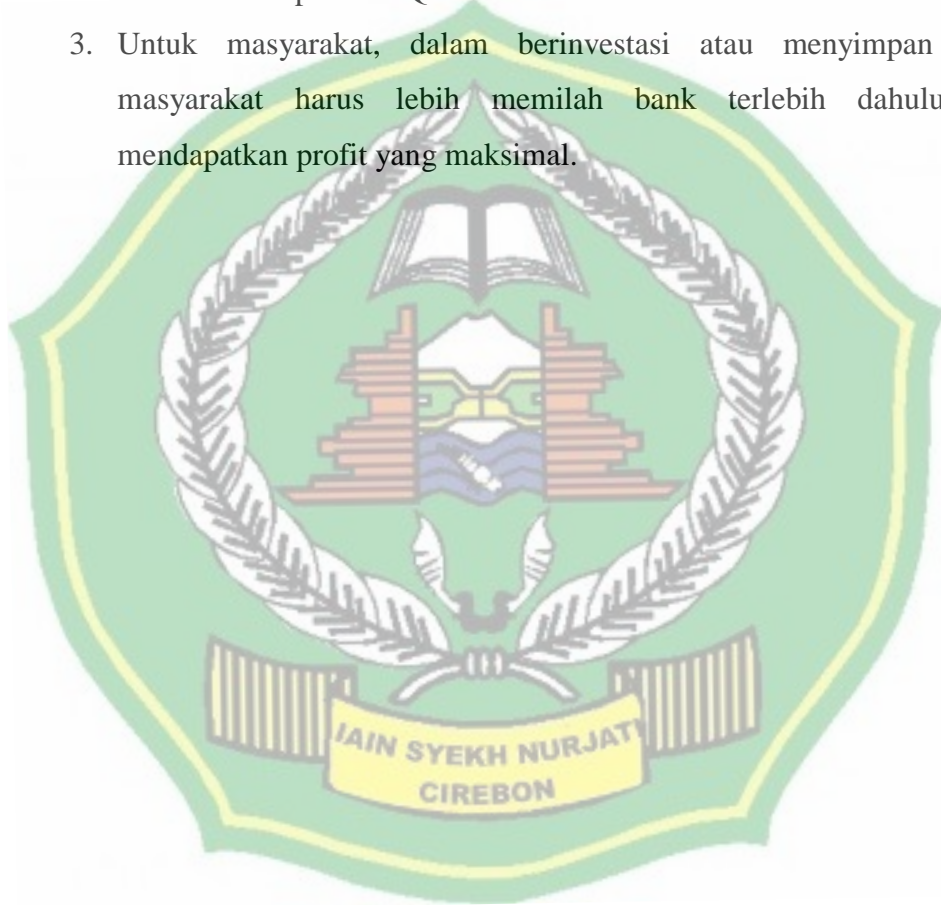 3. Untuk masyarakat, dalam berinvestasi atau menyimpan
masyarakat harus lebih memilah bank terlebih dahulu
mendapatkan profit yang maksimal.
IAIN SYEKH NURJATI
CIREBON